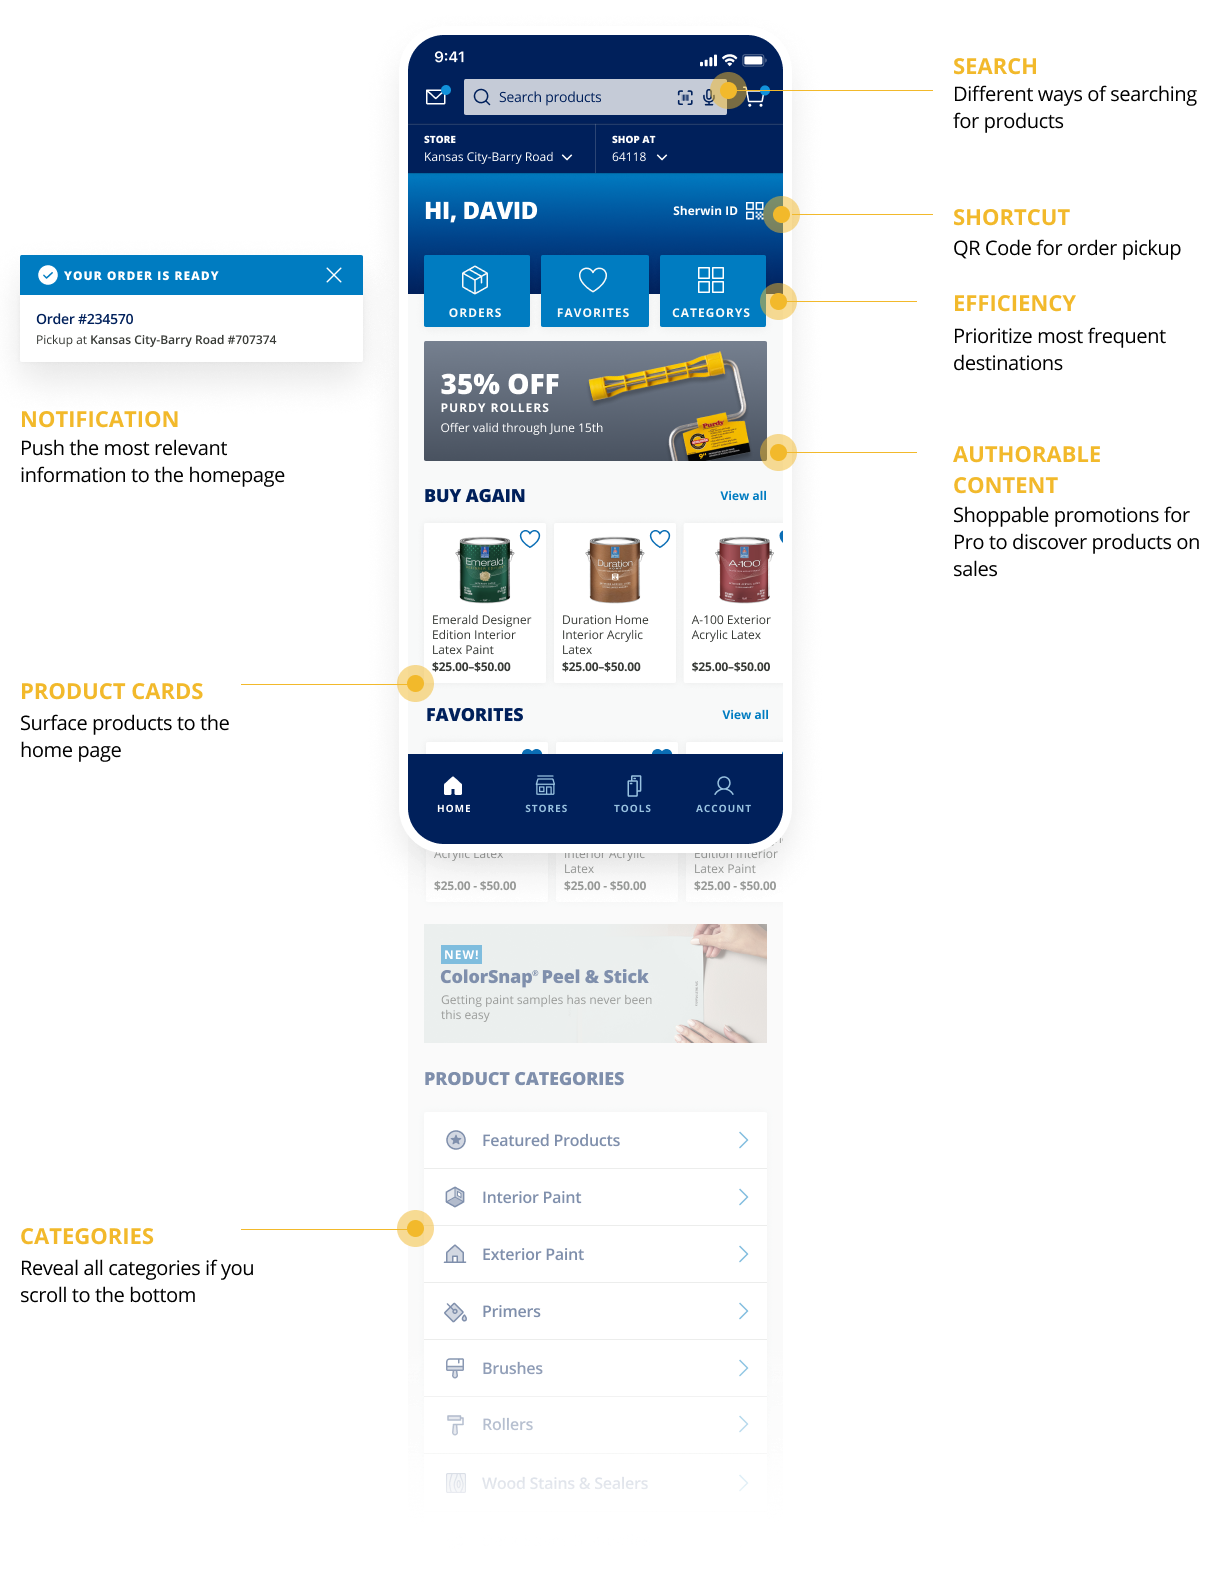 9:41
Search products
STORE
Kansas City-Barry Road
SHOP AT
64118
HI, DAVID
Sherwin ID
ORDERS
FAVORITES
CATEGORYS
35% OFF
PURDY ROLLERS
Offer valid through June 15th
Purdy
9"
BUY AGAIN
View all
Emerald
Duration
A-100
Emerald Designer
Edition Interior
Latex Paint
$25.00–$50.00
Duration Home
Interior Acrylic
Latex
$25.00–$50.00
A-100 Exterior
Acrylic Latex
$25.00–$50.00
FAVORITES
View all
HOME
STORES
TOOLS
ACCOUNT
Acrylic Latex
$25.00 - $50.00
Interior Acrylic
Latex
$25.00 - $50.00
Edition Interior
Latex Paint
$25.00 - $50.00
NEW!
ColorSnap® Peel & Stick
Getting paint samples has never been
this easy
PRODUCT CATEGORIES
Featured Products
Interior Paint
Exterior Paint
Primers
Brushes
Rollers
Wood Stains & Sealers
YOUR ORDER IS READY
Order #234570
Pickup at Kansas City-Barry Road #707374
NOTIFICATION
Push the most relevant
information to the homepage
PRODUCT CARDS
Surface products to the
home page
CATEGORIES
Reveal all categories if you
scroll to the bottom
SEARCH
Different ways of searching
for products
SHORTCUT
QR Code for order pickup
EFFICIENCY
Prioritize most frequent
destinations
AUTHORABLE
CONTENT
Shoppable promotions for
Pro to discover products on
sales